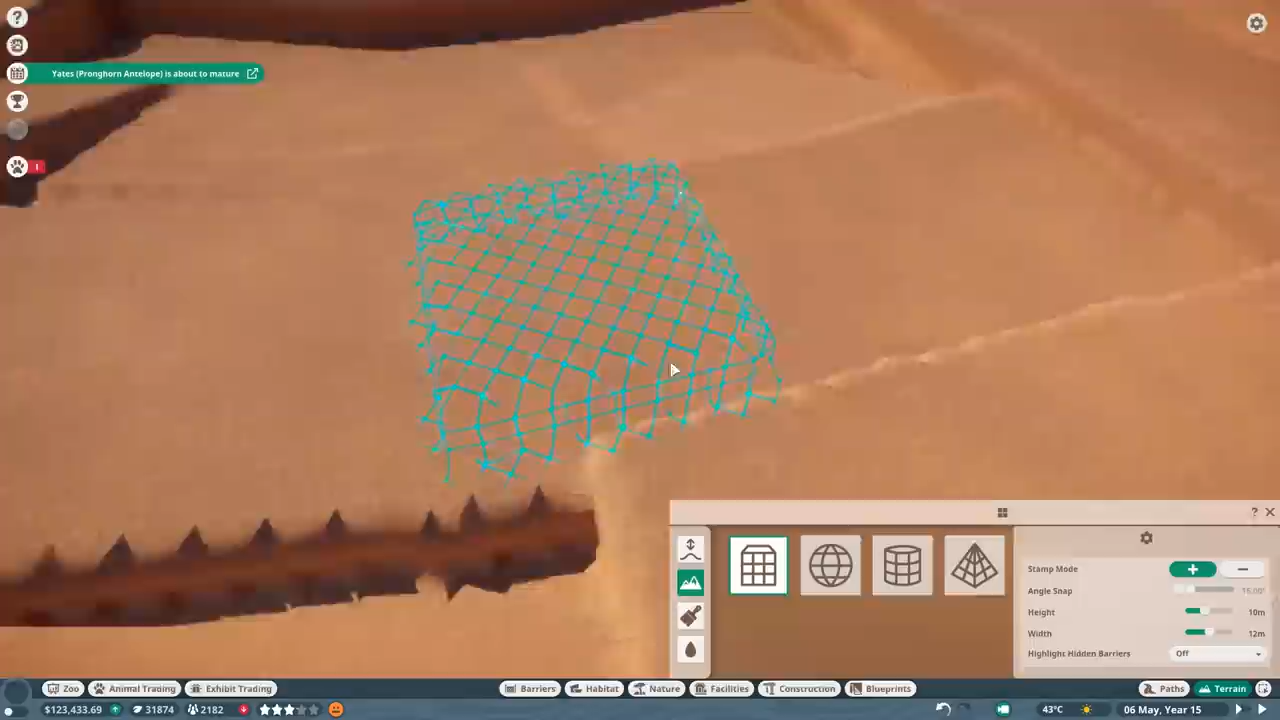 ?
Yates (Pronghorn Antelope) is about to mature
1
?
Stamp Mode
Angle Snap
Height 10m
Width 12m
Highlight Hidden Barriers Off
Zoo Animal Trading Exhibit Trading Barriers Habitat Nature Facilities Construction Blueprints Paths Terrain
$123,433.69 31874 2182 43°C 06 May, Year 15